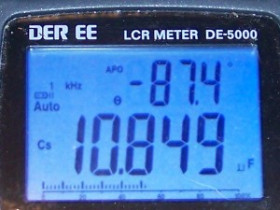 DER EE LCR METER DE-5000
APO -87.4°
1 kHz
Auto θ
Cs 10.849 μF